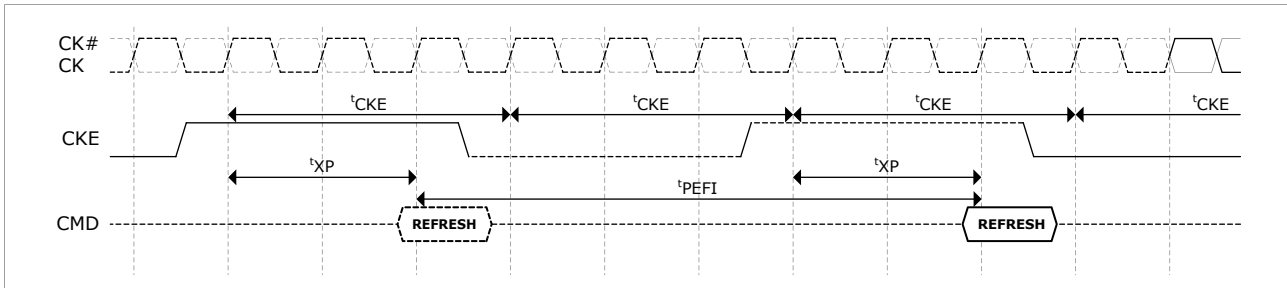 CK#
CK
tCKE tCKE tCKE tCKE
CKE
tXP tXP
tPEFI
CMD REFRESH REFRESH